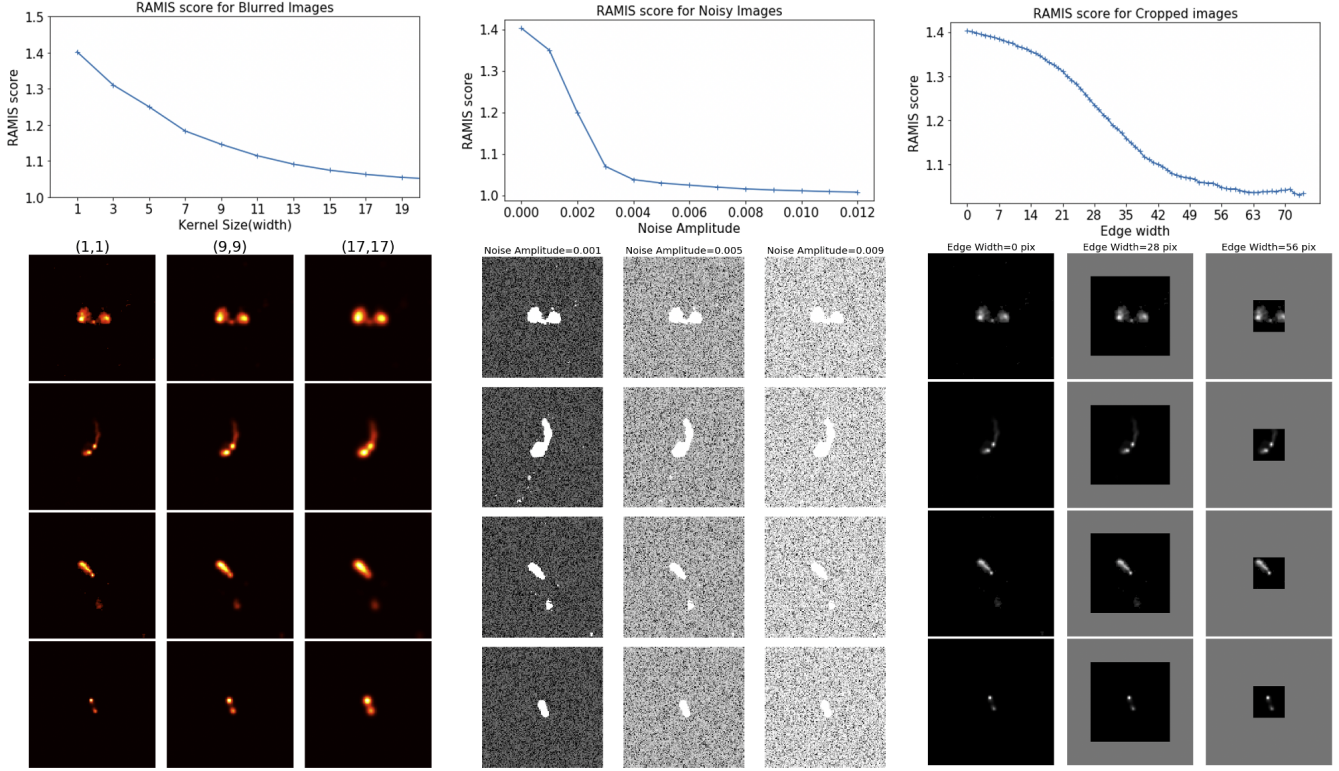 RAMIS score for Blurred Images
1.5
1.4
1.3
1.2
1.1
1.0
RAMIS score
1 3 5 7 9 11 13 15 17 19
Kernel Size(width)
(1,1) (9,9) (17,17)
RAMIS score for Noisy Images
1.4
1.3
1.2
1.1
1.0
RAMIS score
0.000 0.002 0.004 0.006 0.008 0.010 0.012
Noise Amplitude
Noise Amplitude=0.001 Noise Amplitude=0.005 Noise Amplitude=0.009
RAMIS score for Cropped images
1.4
1.3
1.2
1.1
RAMIS score
0 7 14 21 28 35 42 49 56 63 70
Edge width
Edge Width=0 pix Edge Width=28 pix Edge Width=56 pix